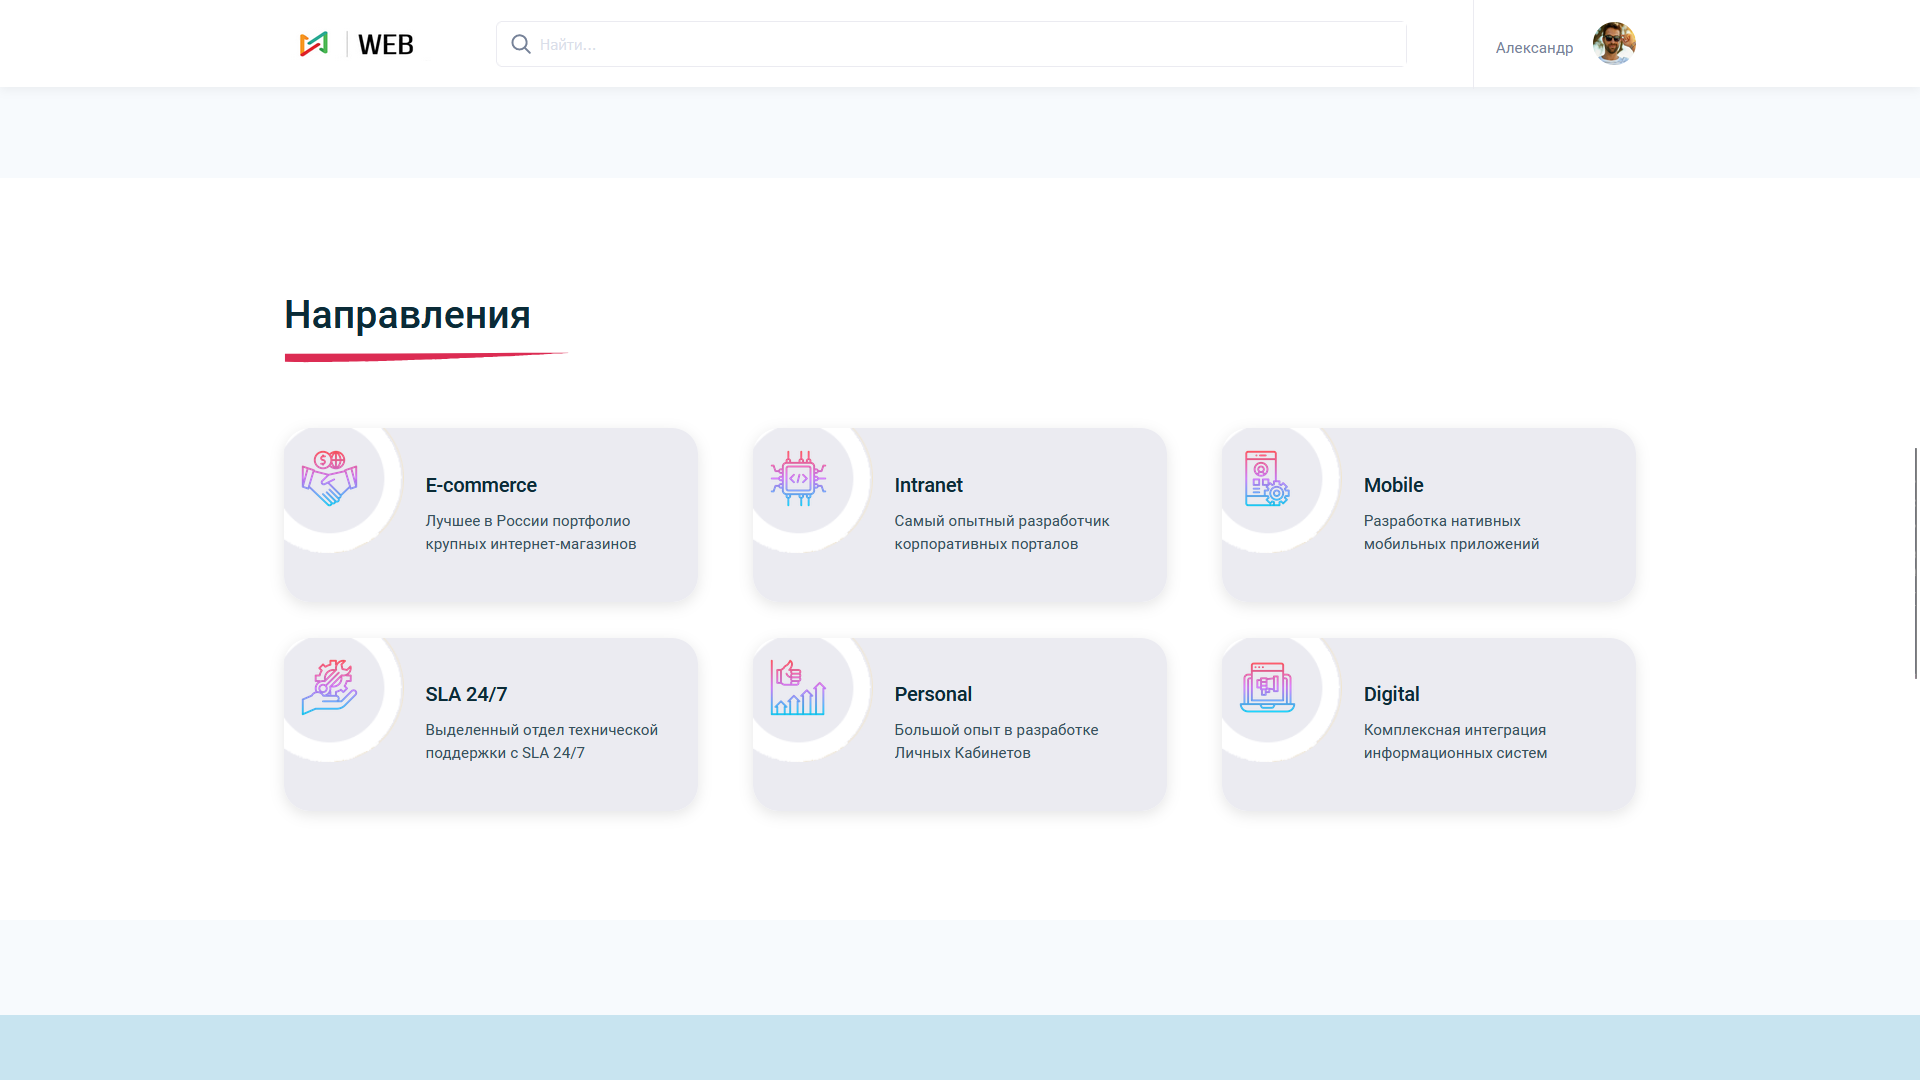 WEB
Найти...
Александр
Направления
E-commerce
Лучшее в России портфолио
крупных интернет-магазинов
Intranet
Самый опытный разработчик
корпоративных порталов
Mobile
Разработка нативных
мобильных приложений
SLA 24/7
Выделенный отдел технической
поддержки с SLA 24/7
Personal
Большой опыт в разработке
Личных Кабинетов
Digital
Комплексная интеграция
информационных систем